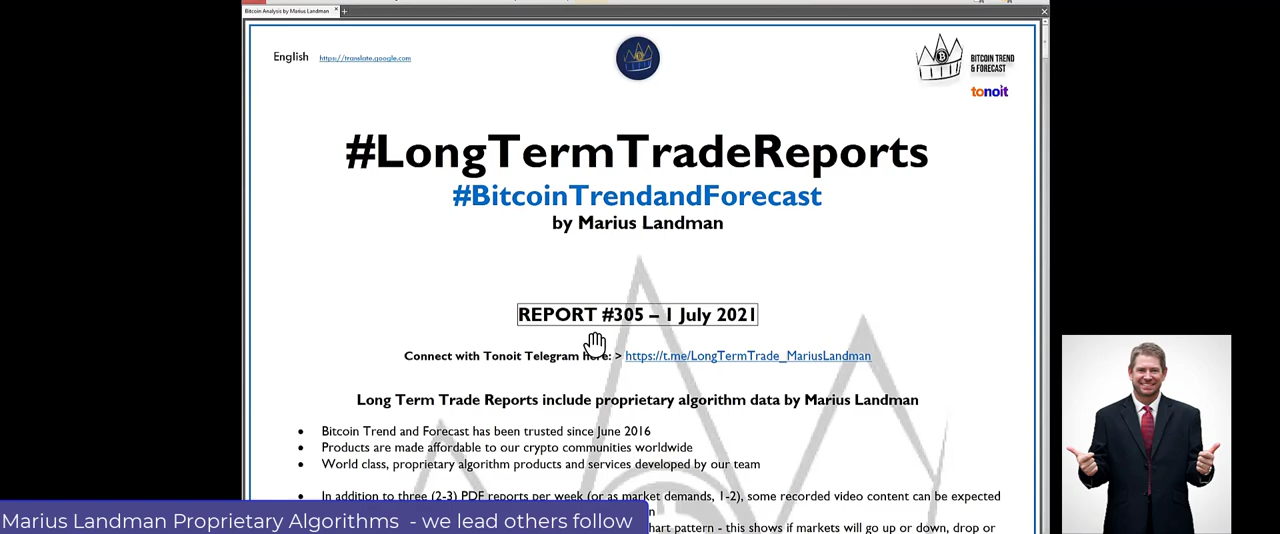 Bitcoin Analysis by Marius Landman
English https://translate.google.com
BITCOIN TREND
& FORECAST
tonoit
#LongTermTradeReports
#BitcoinTrendandForecast
by Marius Landman
REPORT #305 – 1 July 2021
Connect with Tonoit Telegram here: > https://t.me/LongTermTrade_MariusLandman
Long Term Trade Reports include proprietary algorithm data by Marius Landman
• Bitcoin Trend and Forecast has been trusted since June 2016
• Products are made affordable to our crypto communities worldwide
• World class, proprietary algorithm products and services developed by our team
• In addition to three (2-3) PDF reports per week (or as market demands, 1-2), some recorded video content can be expected
hart pattern - this shows if markets will go up or down, drop or
Marius Landman Proprietary Algorithms - we lead others follow